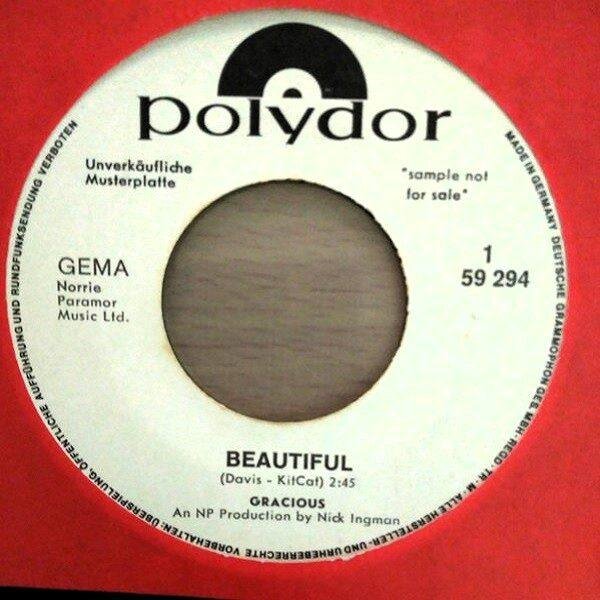 polydor
Unverkäufliche
Musterplatte
"sample not
for sale"
GEMA
Norrie
Paramor
Music Ltd.
1
59 294
BEAUTIFUL
(Davis - KitCat) 2:45
GRACIOUS
An NP Production by Nick Ingman
MADE IN GERMANY DEUTSCHE GRAMMOPHON GES. MBH · REGD · TR · M · ALLE HERSTELLER- UND URHEBERRECHTE VORBEHALTEN · ÜBERSPIELUNG, ÖFFENTLICHE AUFFÜHRUNG UND RUNDFUNKSENDUNG VERBOTEN